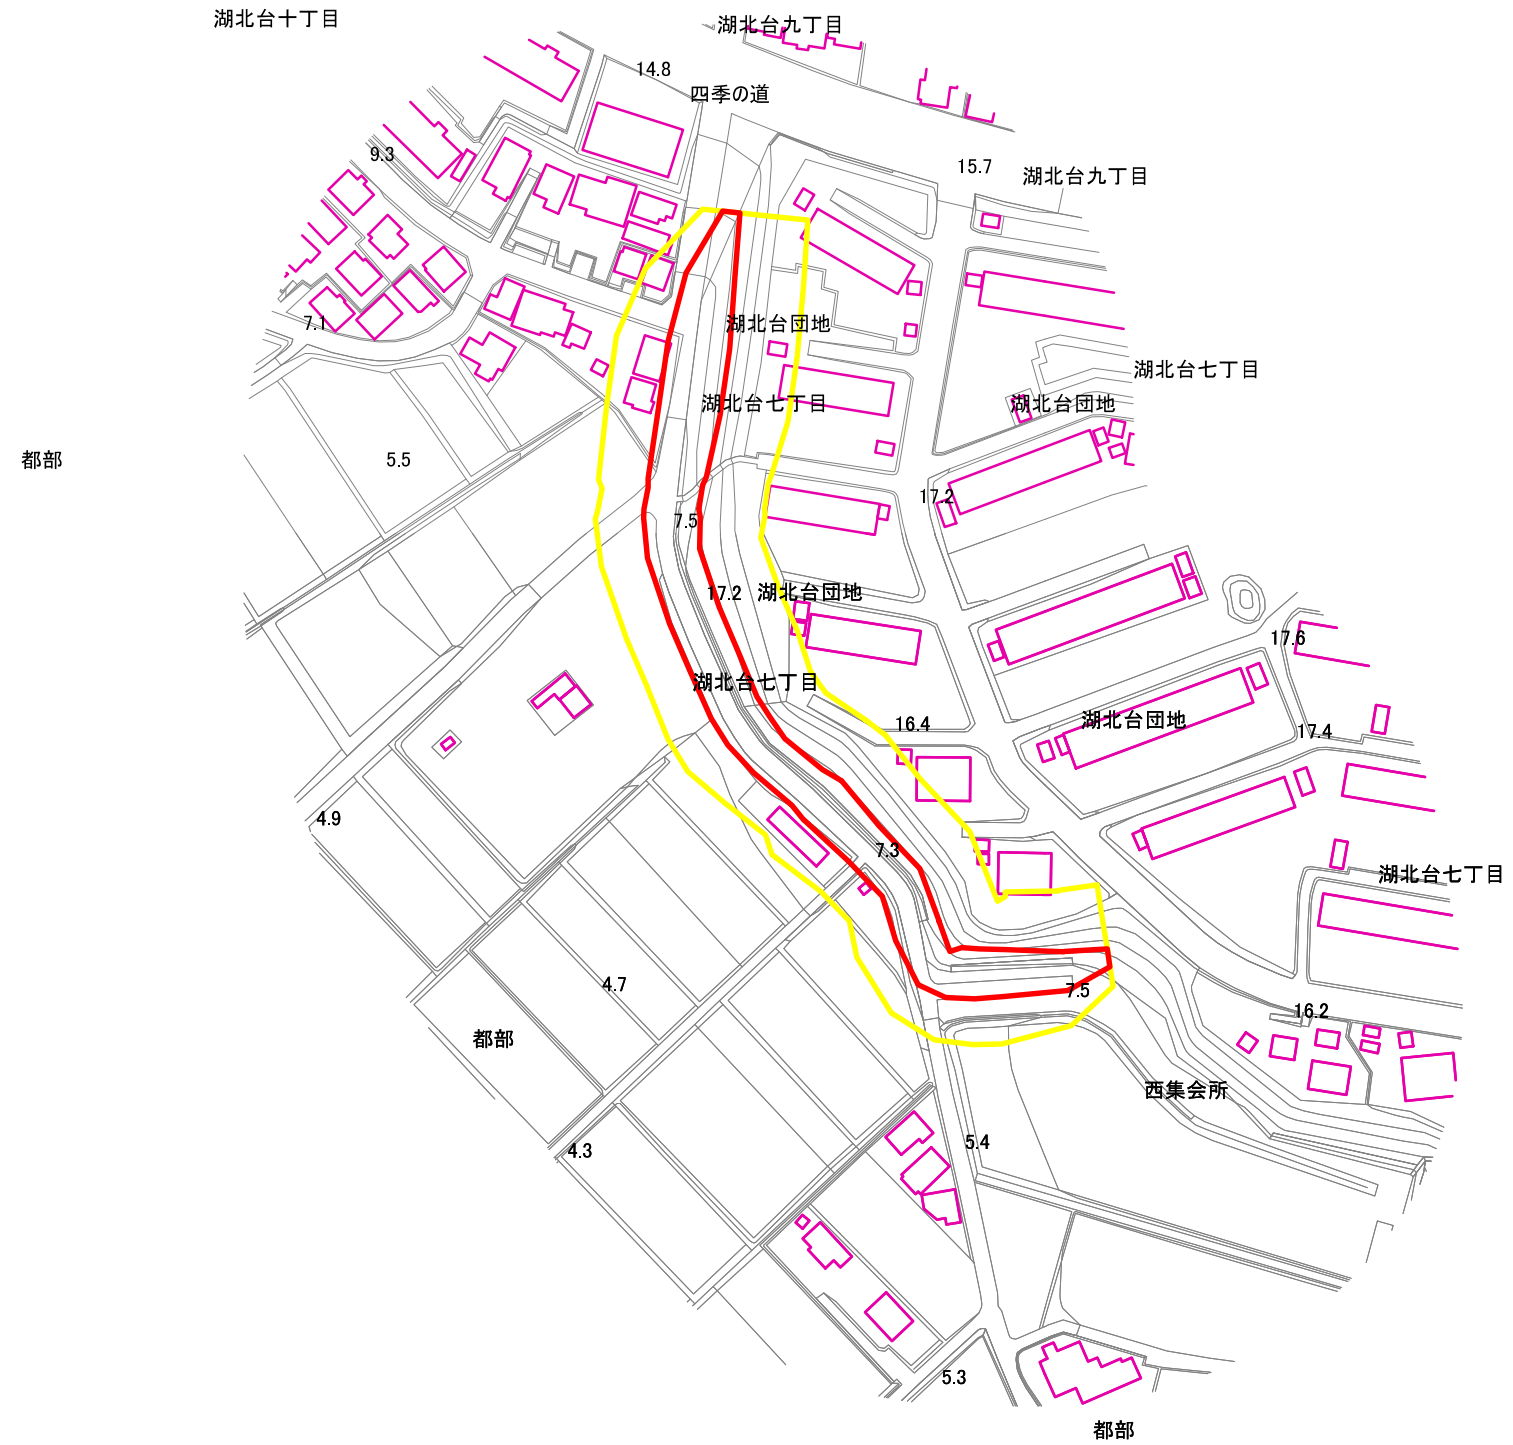 湖北台十丁目
湖北台九丁目
14.8
四季の道
9.3
15.7
湖北台九丁目
7.1
湖北台団地
湖北台七丁目
湖北台七丁目
湖北台団地
都部
5.5
17.2
7.5
17.2
湖北台団地
17.6
湖北台七丁目
16.4
湖北台団地
17.4
4.9
7.3
湖北台七丁目
4.7
7.5
16.2
都部
西集会所
4.3
5.4
5.3
都部